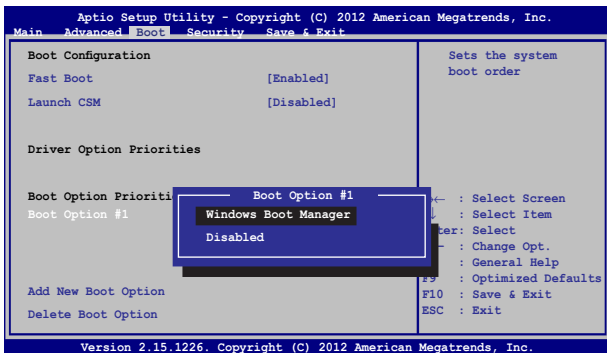 Aptio Setup Utility - Copyright (C) 2012 American Megatrends, Inc.
Main Advanced Boot Security Save & Exit
Boot Configuration
Fast Boot [Enabled]
Launch CSM [Disabled]
Driver Option Priorities
Boot Option Prioriti
Boot Option #1
Boot Option #1
Windows Boot Manager
Disabled
Add New Boot Option
Delete Boot Option
Sets the system
boot order
← : Select Screen
: Select Item
ter: Select
: Change Opt.
: General Help
F9 : Optimized Defaults
F10 : Save & Exit
ESC : Exit
Version 2.15.1226. Copyright (C) 2012 American Megatrends, Inc.